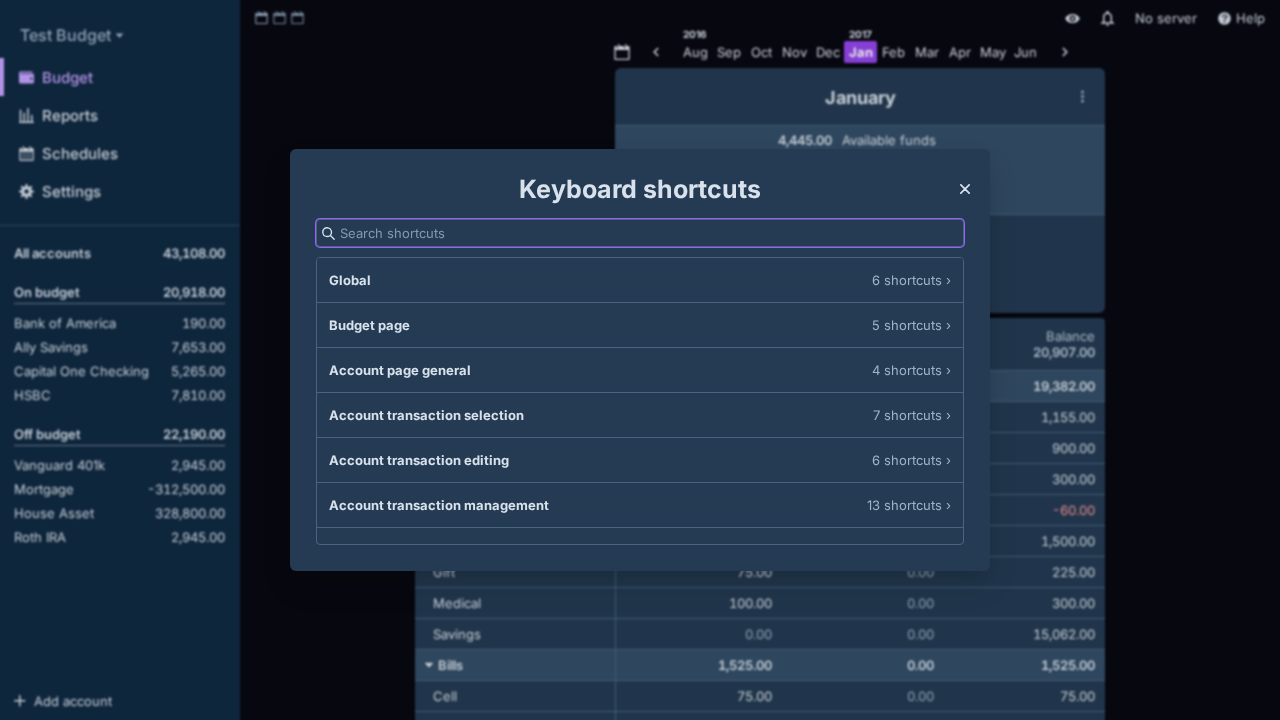 Test Budget
Budget
Reports
Schedules
Settings
All accounts 43,108.00
On budget 20,918.00
Bank of America 190.00
Ally Savings 7,653.00
Capital One Checking 5,265.00
HSBC 7,810.00
Off budget 22,190.00
Vanguard 401k 2,945.00
Mortgage -312,500.00
House Asset 328,800.00
Roth IRA 2,945.00
Add account
No server Help
2016 2017
Aug Sep Oct Nov Dec Jan Feb Mar Apr May Jun
January
4,445.00 Available funds
Keyboard shortcuts
Search shortcuts
Global 6 shortcuts ›
Budget page 5 shortcuts ›
Account page general 4 shortcuts ›
Account transaction selection 7 shortcuts ›
Account transaction editing 6 shortcuts ›
Account transaction management 13 shortcuts ›
Balance
20,907.00
19,382.00
1,155.00
900.00
300.00
-60.00
1,500.00
Gift 75.00 0.00 225.00
Medical 100.00 0.00 300.00
Savings 0.00 0.00 15,062.00
Bills 1,525.00 0.00 1,525.00
Cell 75.00 0.00 75.00